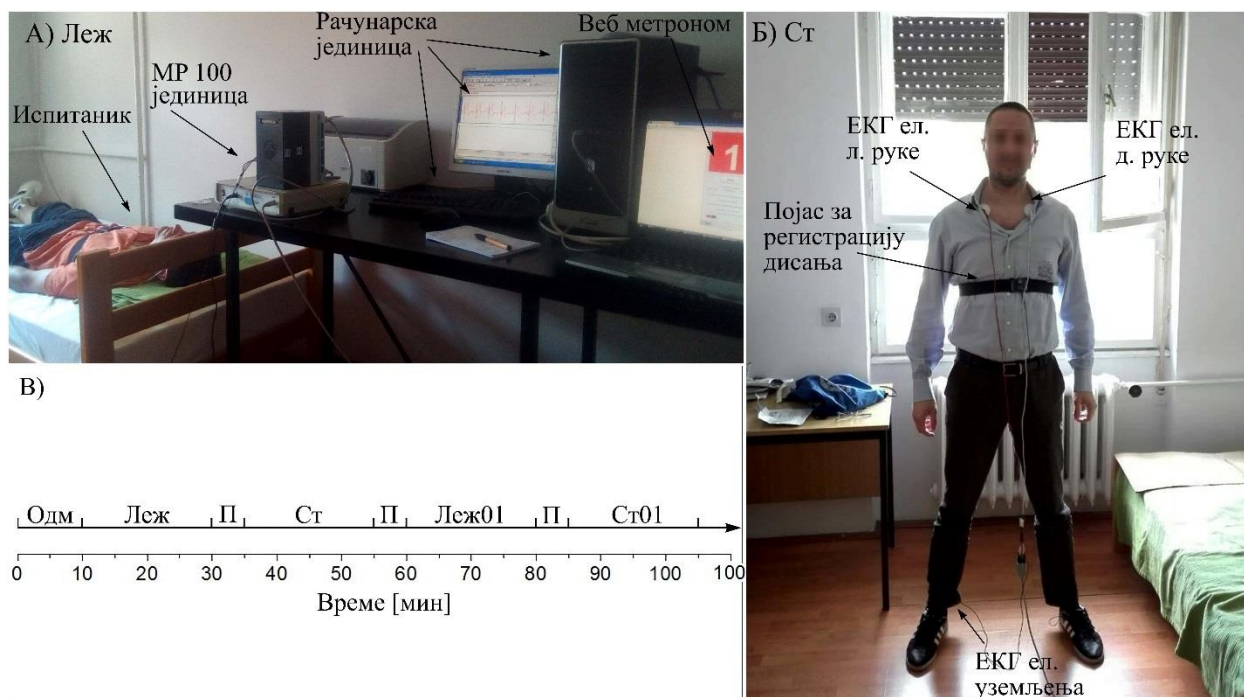 А) Леж
Рачунарска
јединица
Веб метроном
МР 100
јединица
Испитаник
1
Б) Ст
ЕКГ ел.
л. руке
ЕКГ ел.
д. руке
Појас за
регистрацију
дисања
ЕКГ ел.
уземљења
В)
Одм Леж П Ст П Леж01 П Ст01
0 10 20 30 40 50 60 70 80 90 100 100
Време [мин]